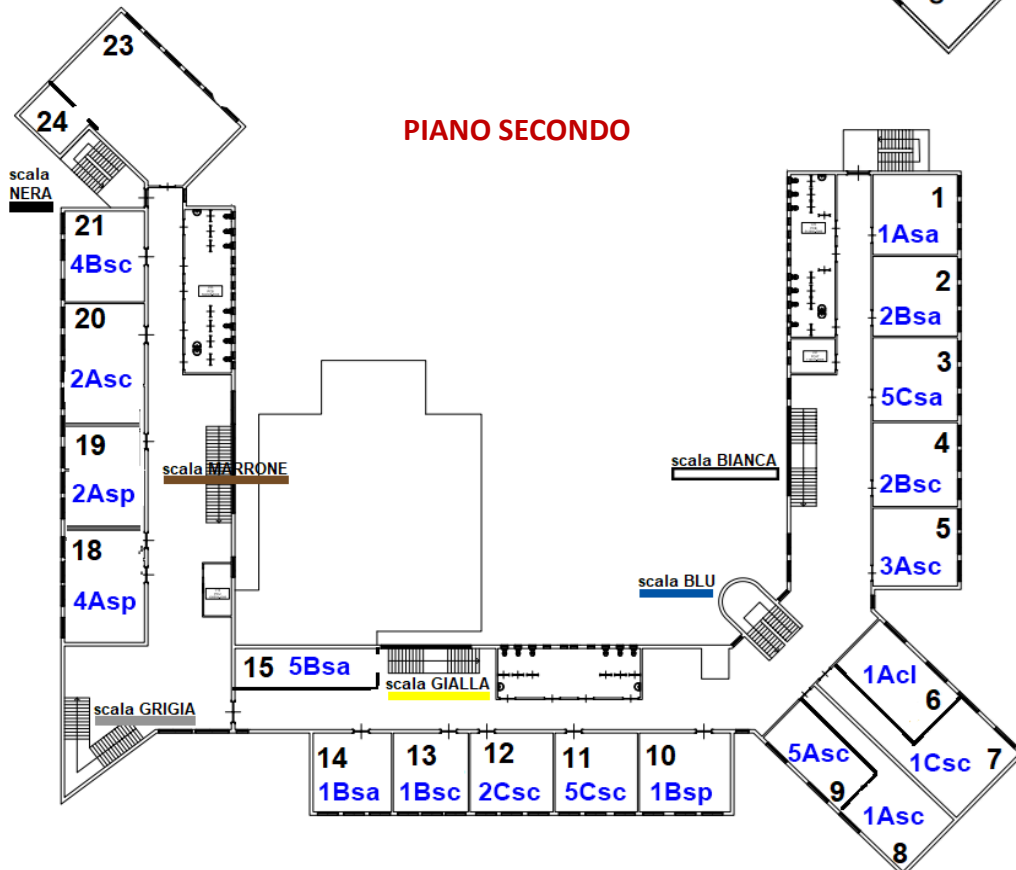 23
24
PIANO SECONDO
scala
NERA
21
4Bsc
20
2Asc
19
2Asp
scala MARRONE
18
4Asp
scala GRIGIA
15 5Bsa
scala GIALLA
scala BIANCA
scala BLU
1
1Asa
2
2Bsa
3
5Csa
4
2Bsc
5
3Asc
1Acl
6
1Csc 7
5Asc
9
1Asc
8
14
1Bsa
13
1Bsc
12
2Csc
11
5Csc
10
1Bsp